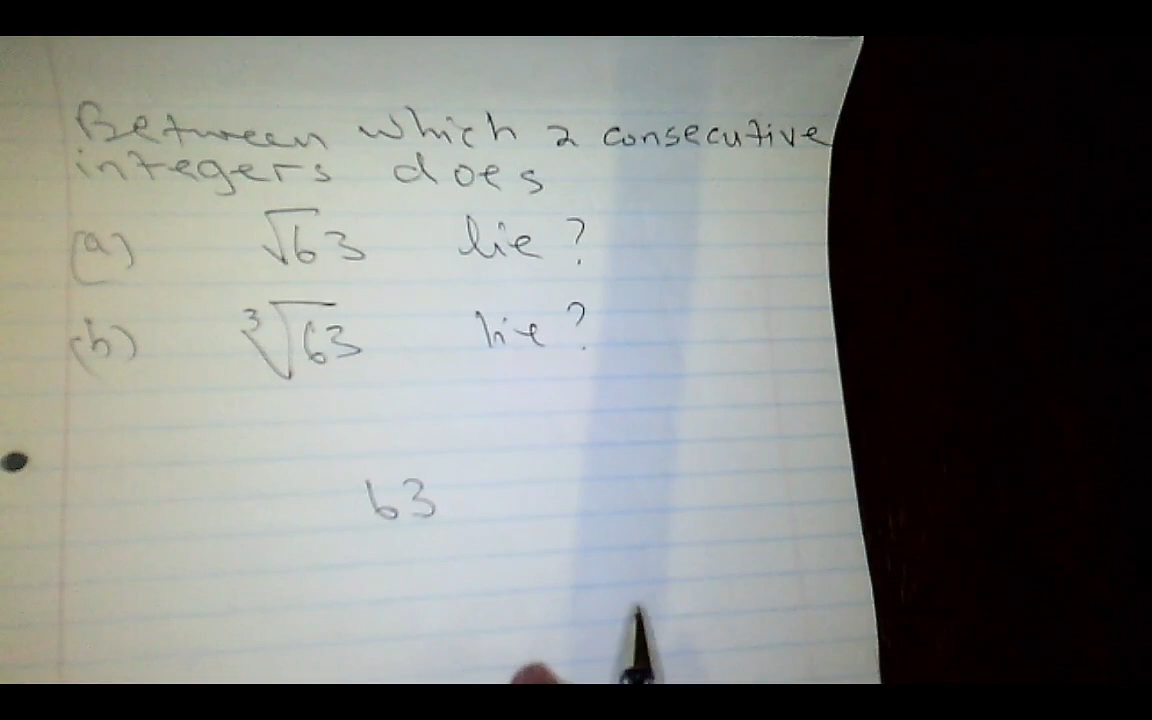 Between which 2 consecutive
integers does
(a) √63 lie?
(b) ∛63 lie?
63